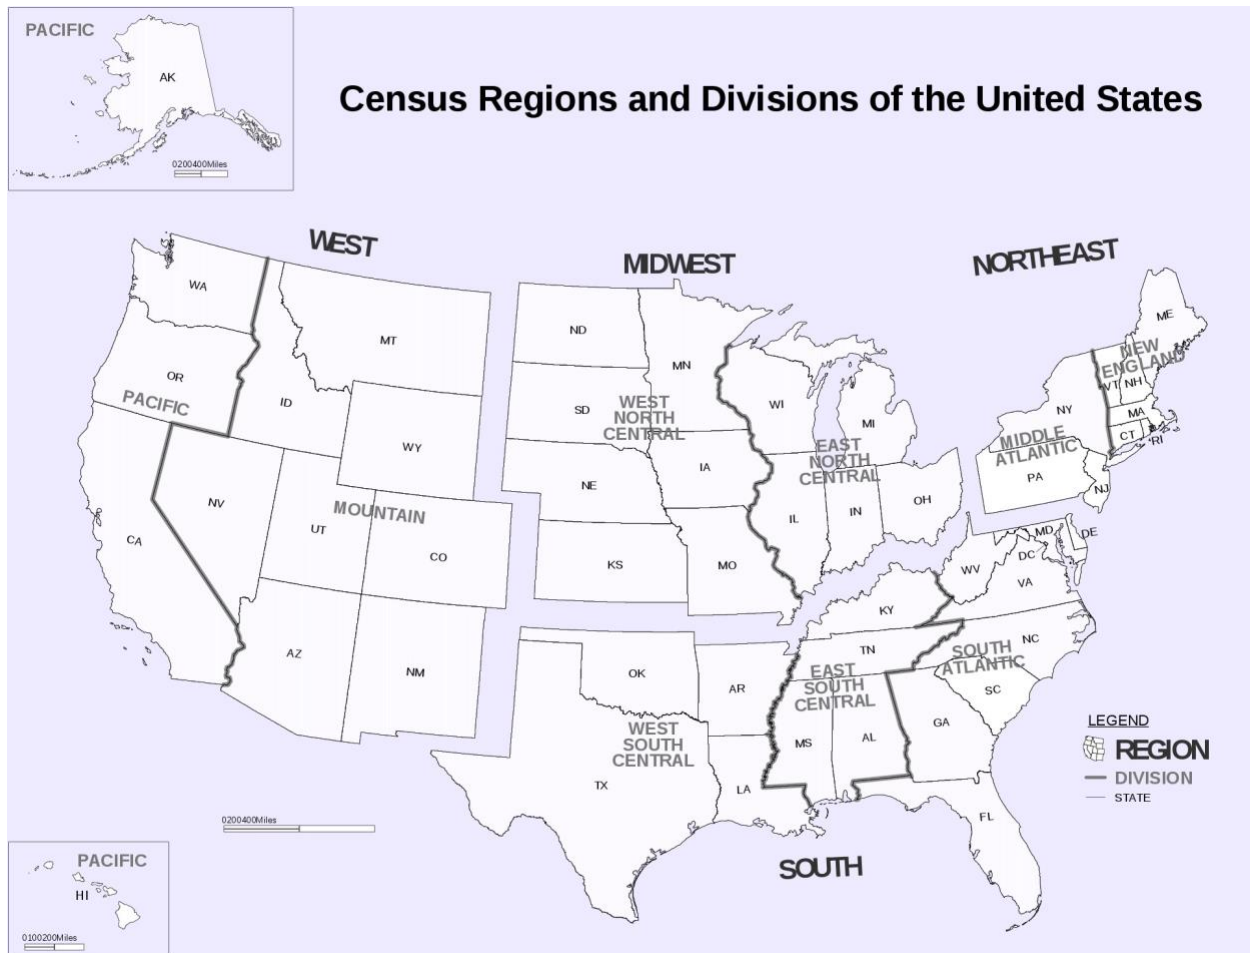 PACIFIC
AK
0200400Miles
Census Regions and Divisions of the United States
WEST
MIDWEST
NORTHEAST
WA
MT
OR
ID
PACIFIC
WY
NV
UT
MOUNTAIN
CO
CA
AZ
NM
ND
MN
SD
WEST
NORTH
CENTRAL
NE
IA
KS
MO
WI
MI
EAST
NORTH
CENTRAL
IL
IN
OH
ME
NEW
ENGLAND
VT
NH
NY
MA
CT
RI
MIDDLE
ATLANTIC
PA
NJ
MD
DE
DC
WV
VA
KY
TN
NC
SOUTH
ATLANTIC
SC
EAST
SOUTH
CENTRAL
MS
AL
GA
FL
OK
AR
WEST
SOUTH
CENTRAL
TX
LA
SOUTH
LEGEND
REGION
DIVISION
STATE
0200400Miles
PACIFIC
HI
0100200Miles